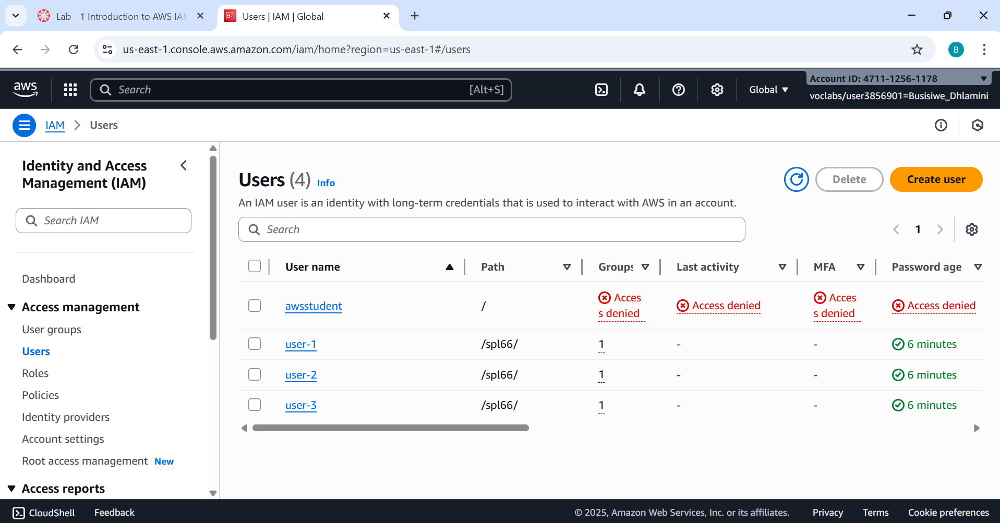 Lab - 1 Introduction to AWS IAM
Users | IAM | Global
us-east-1.console.aws.amazon.com/iam/home?region=us-east-1#/users
B
aws
Search
[Alt+S]
Global
Account ID: 4711-1256-1178
voclabs/user3856901=Busisiwe_Dhlamini
IAM
Users
Identity and Access
Management (IAM)
Search IAM
Dashboard
Access management
User groups
Users
Roles
Policies
Identity providers
Account settings
Root access management New
Access reports
Users (4) Info
Delete
Create user
An IAM user is an identity with long-term credentials that is used to interact with AWS in an account.
Search
1
User name Path Groups Last activity MFA Password age
awsstudent / Acces
s denied Access denied Acces
s denied Access denied
user-1 /spl66/ 1 - - 6 minutes
user-2 /spl66/ 1 - - 6 minutes
user-3 /spl66/ 1 - - 6 minutes
CloudShell Feedback © 2025, Amazon Web Services, Inc. or its affiliates. Privacy Terms Cookie preferences